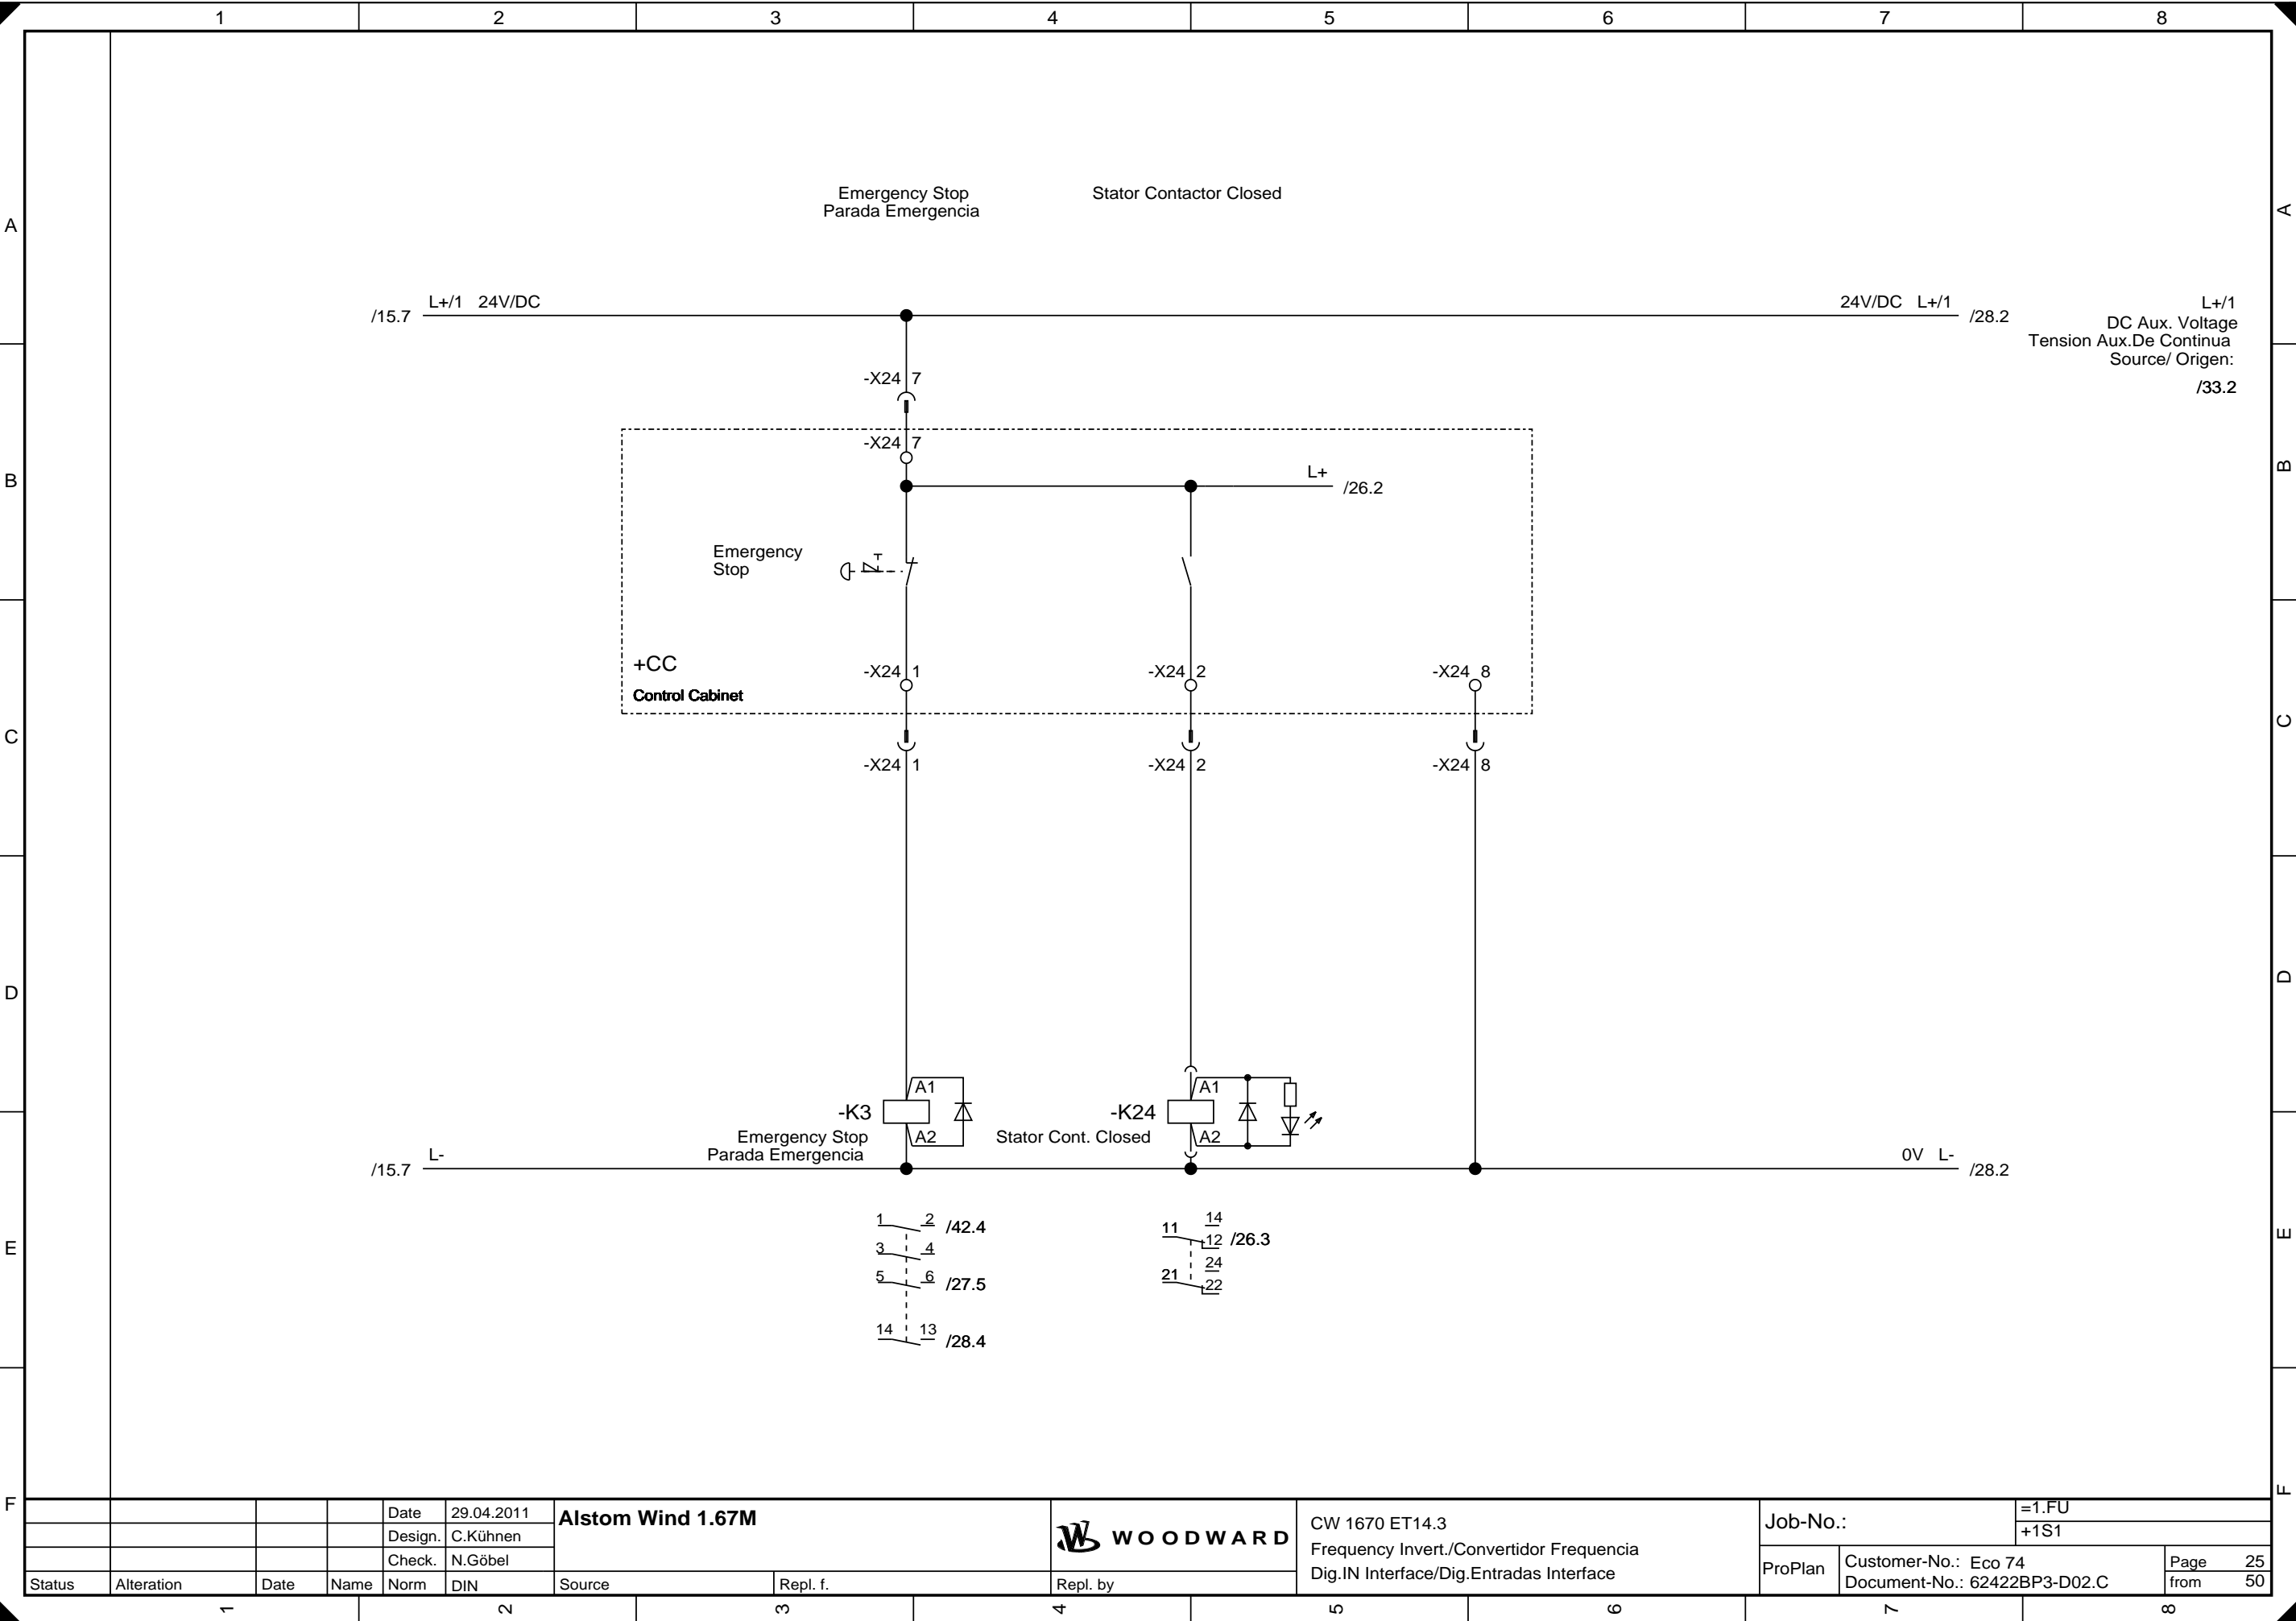 1 2 3 4 5 6 7 8
Emergency Stop
Parada Emergencia
Stator Contactor Closed
A A
L+/1 24V/DC
/15.7
24V/DC L+/1
/28.2
L+/1
DC Aux. Voltage
Tension Aux.De Continua
Source/ Origen:
/33.2
-X24 7
-X24 7
L+
/26.2
B B
Emergency
Stop
+CC
Control Cabinet
-X24 1
-X24 2
-X24 8
C C
-X24 1
-X24 2
-X24 8
D D
A1
-K3
A2
Emergency Stop
Parada Emergencia
A1
-K24
A2
Stator Cont. Closed
L-
/15.7
0V L-
/28.2
1 2 /42.4
3 4
5 6 /27.5
14 13 /28.4
14
11 12 /26.3
24
21 22
E E
F F
Date 29.04.2011
Design. C.Kühnen
Check. N.Göbel
Status Alteration Date Name Norm DIN
Alstom Wind 1.67M
Source Repl. f. Repl. by
W WOODWARD
CW 1670 ET14.3
Frequency Invert./Convertidor Frequencia
Dig.IN Interface/Dig.Entradas Interface
Job-No.:
=1.FU
+1S1
ProPlan
Customer-No.: Eco 74
Document-No.: 62422BP3-D02.C
Page 25
from 50
1 2 3 4 5 6 7 8